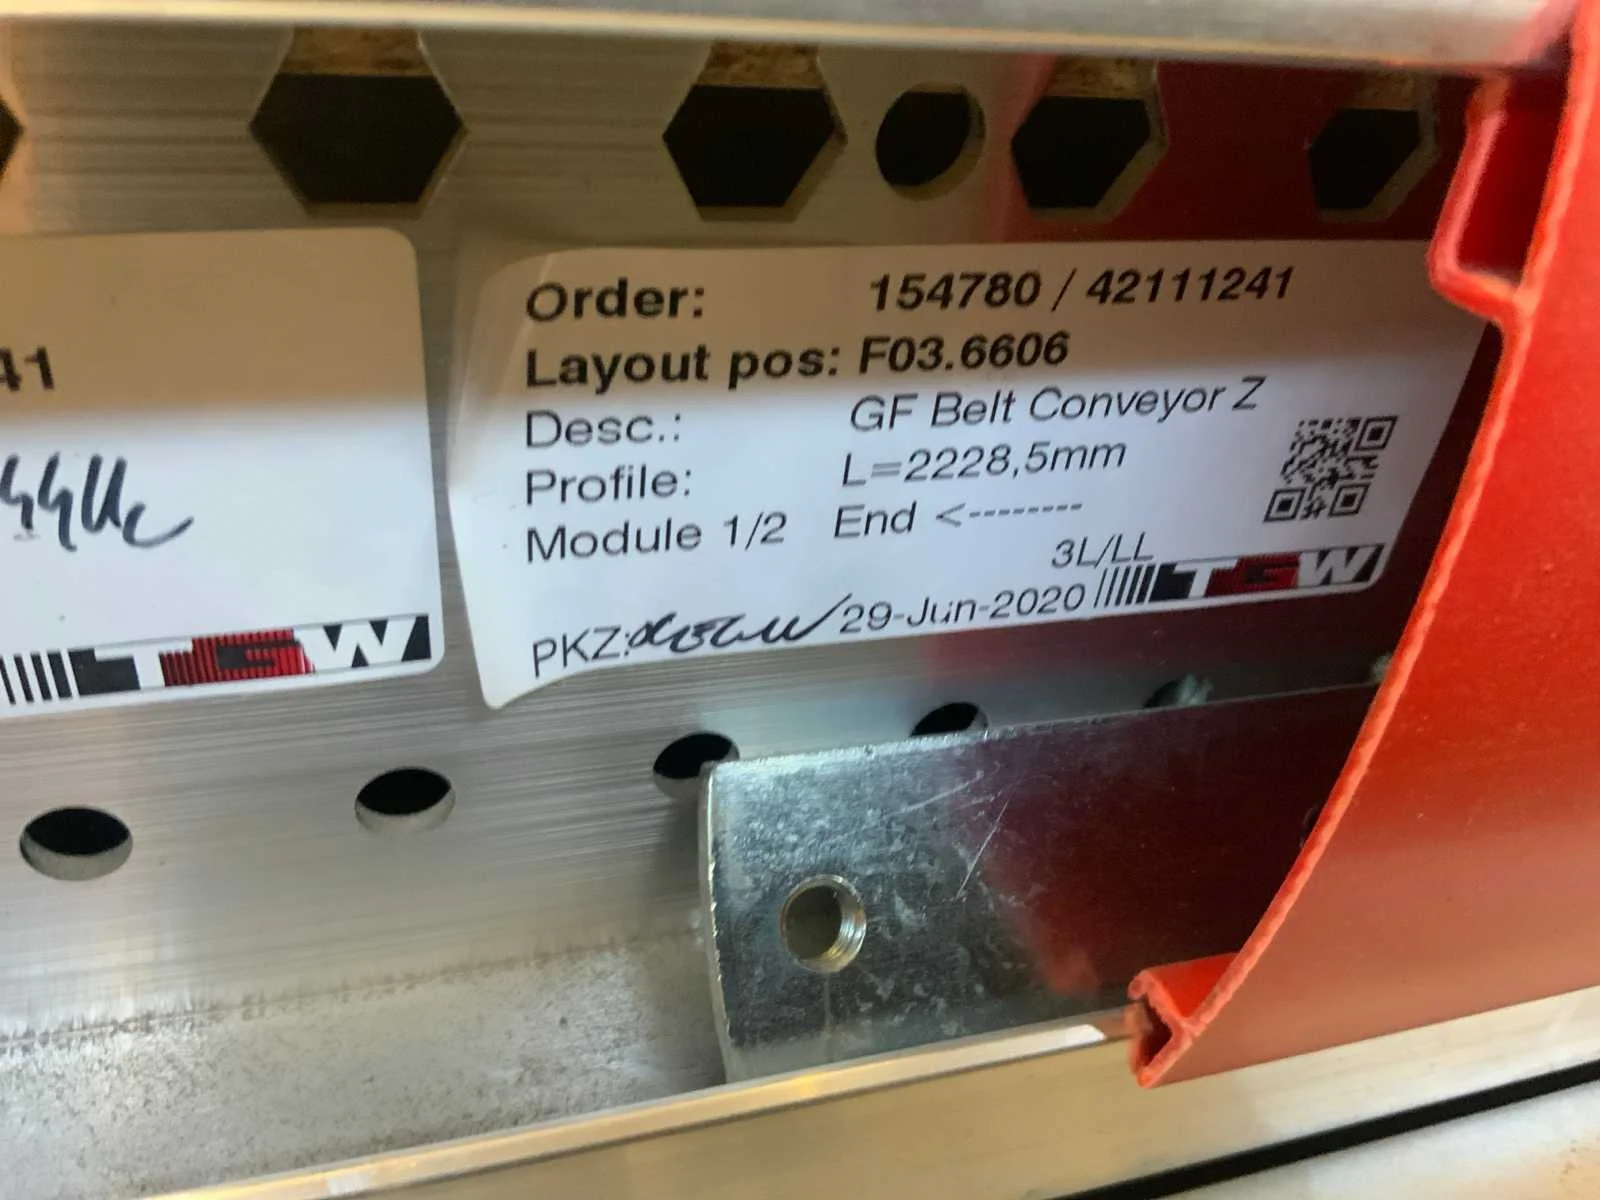 41
TGW
Order: 154780 / 42111241
Layout pos: F03.6606
Desc.: GF Belt Conveyor Z
Profile: L=2228,5mm
Module 1/2 End <--------
3L/LL
PKZ: 29-Jun-2020
TGW